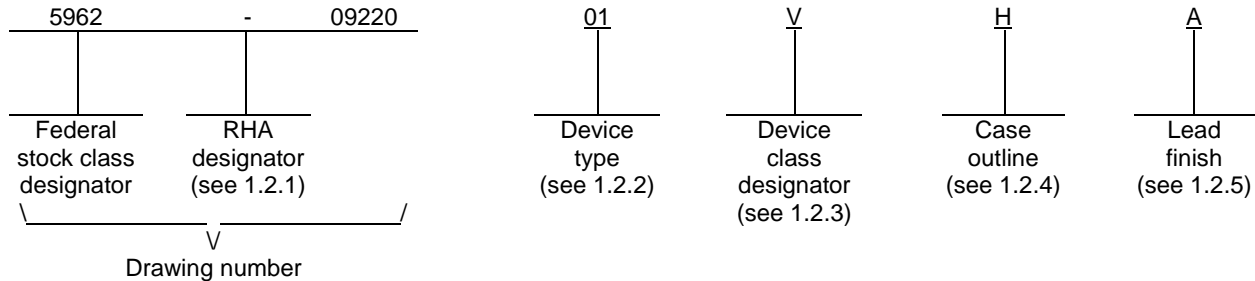 5962 - 09220 01 V H A
Federal stock class designator
RHA designator (see 1.2.1)
Device type (see 1.2.2)
Device class designator (see 1.2.3)
Case outline (see 1.2.4)
Lead finish (see 1.2.5)
Drawing number